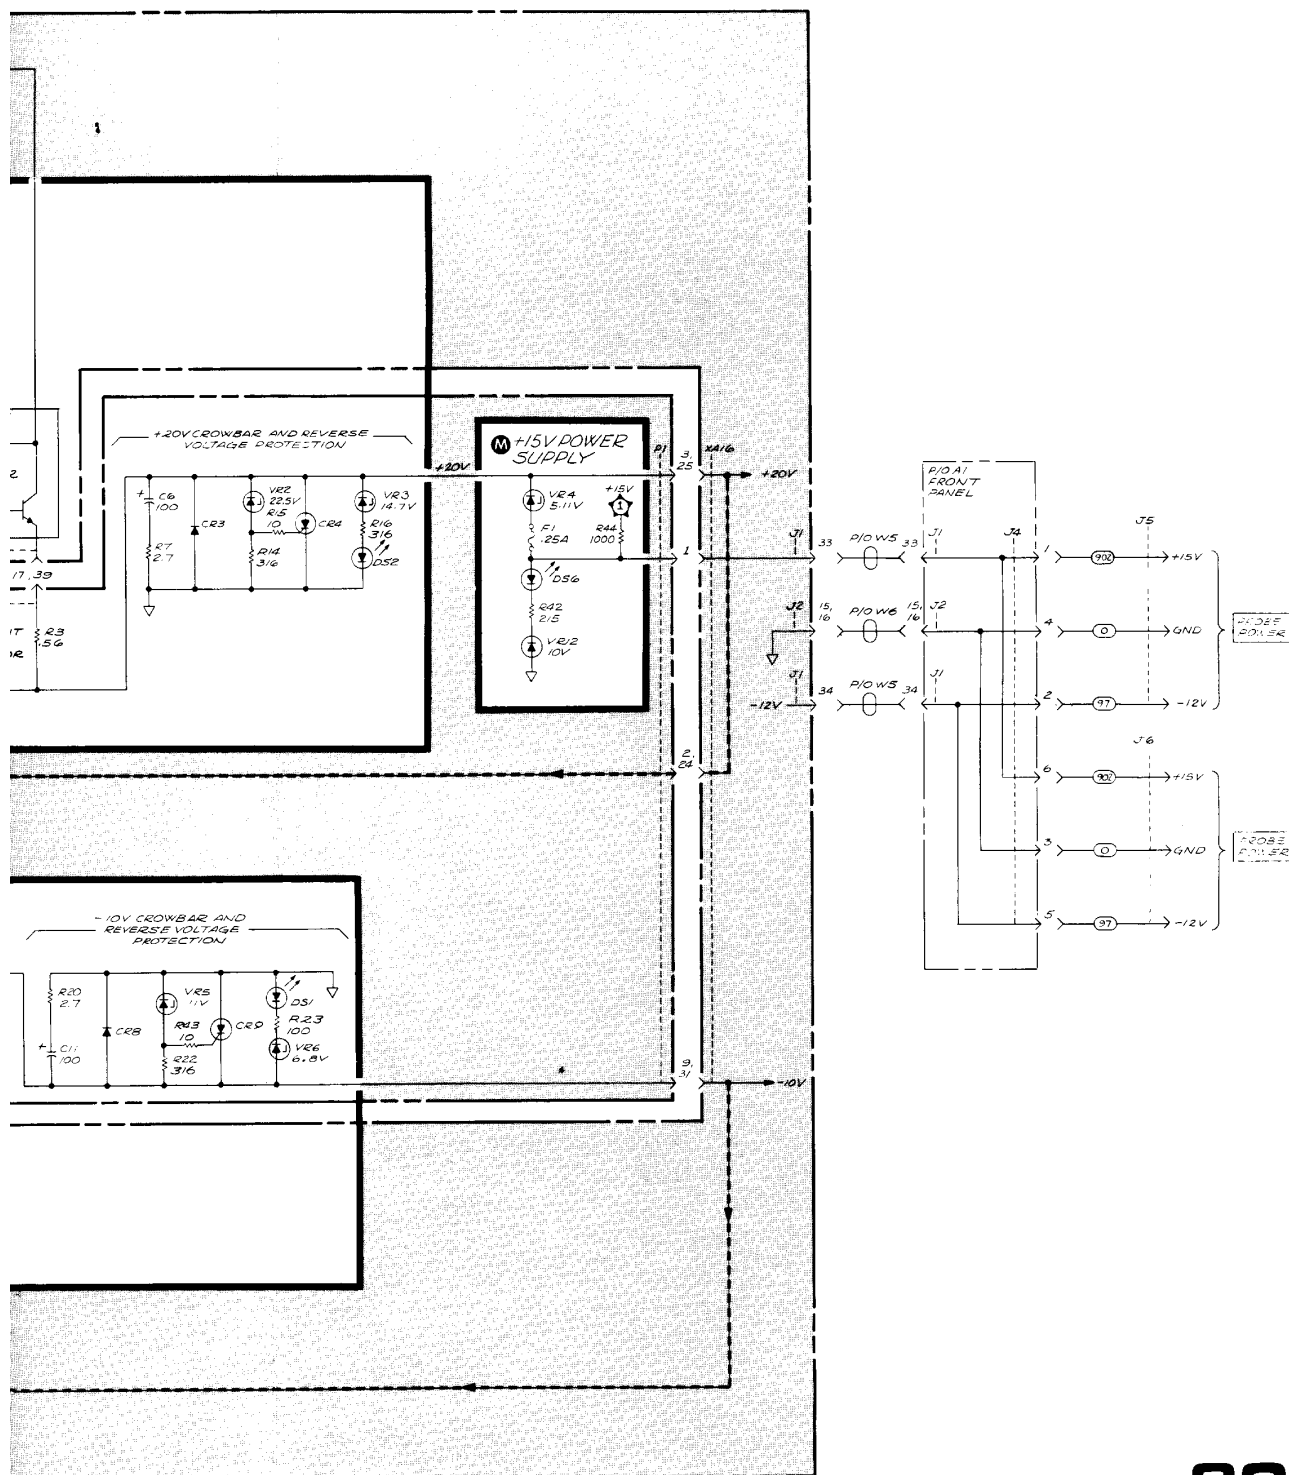 +20V CROWBAR AND REVERSE
VOLTAGE PROTECTION
+20V
2
17,39
R3
.56
+
C6
100
R7
2.7
CR3
VR2
22.5V
R15
10
R14
316
CR4
VR3
14.7V
R16
316
DS2
M +15V POWER
SUPPLY
VR4
5.11V
F1
.25A
+15V
1
R44
1000
DS6
R42
215
VR12
10V
P1
3,
25
XA16
+20V
1
2,
24
J1
33
P/O W5
33
J1
J2
15,
16
P/O W6
15,
16
J2
J1
-12V
34
P/O W5
34
J1
P/O A1
FRONT
PANEL
J4
1
902
J5
+15V
4
0
GND
2
97
-12V
PROBE
POWER
6
902
J6
+15V
3
0
GND
5
97
-12V
PROBE
POWER
-10V CROWBAR AND
REVERSE VOLTAGE
PROTECTION
R20
2.7
+
C11
100
CR8
VR5
11V
R43
10
R22
316
CR9
DS1
R23
100
VR6
6.8V
9,
31
-10V